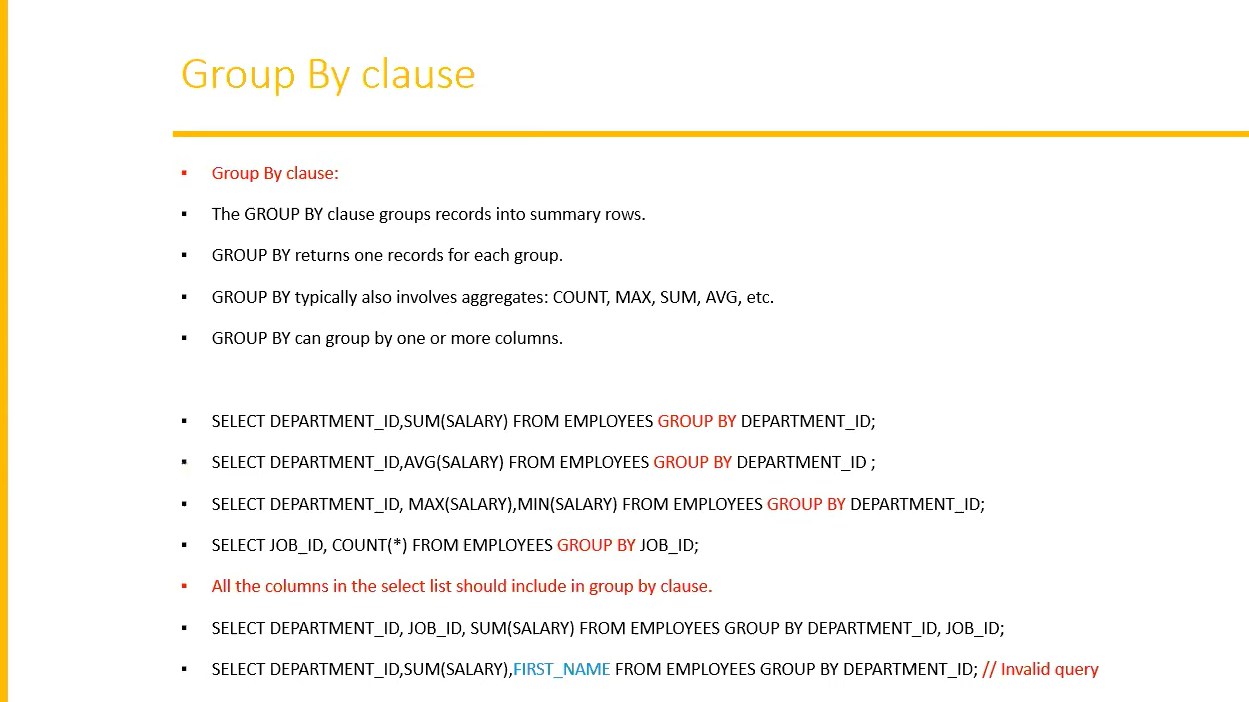 Group By clause
▪ Group By clause:
▪ The GROUP BY clause groups records into summary rows.
▪ GROUP BY returns one records for each group.
▪ GROUP BY typically also involves aggregates: COUNT, MAX, SUM, AVG, etc.
▪ GROUP BY can group by one or more columns.
▪ SELECT DEPARTMENT_ID,SUM(SALARY) FROM EMPLOYEES GROUP BY DEPARTMENT_ID;
▪ SELECT DEPARTMENT_ID,AVG(SALARY) FROM EMPLOYEES GROUP BY DEPARTMENT_ID ;
▪ SELECT DEPARTMENT_ID, MAX(SALARY),MIN(SALARY) FROM EMPLOYEES GROUP BY DEPARTMENT_ID;
▪ SELECT JOB_ID, COUNT(*) FROM EMPLOYEES GROUP BY JOB_ID;
▪ All the columns in the select list should include in group by clause.
▪ SELECT DEPARTMENT_ID, JOB_ID, SUM(SALARY) FROM EMPLOYEES GROUP BY DEPARTMENT_ID, JOB_ID;
▪ SELECT DEPARTMENT_ID,SUM(SALARY),FIRST_NAME FROM EMPLOYEES GROUP BY DEPARTMENT_ID; // Invalid query